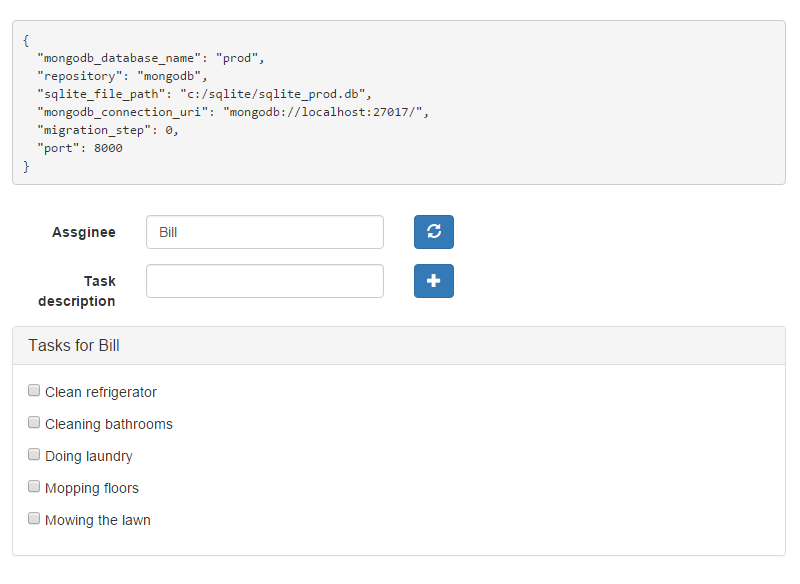 {
  "mongodb_database_name": "prod",
  "repository": "mongodb",
  "sqlite_file_path": "c:/sqlite/sqlite_prod.db",
  "mongodb_connection_uri": "mongodb://localhost:27017/",
  "migration_step": 0,
  "port": 8000
}
Assginee Bill
Task
description
Tasks for Bill
Clean refrigerator
Cleaning bathrooms
Doing laundry
Mopping floors
Mowing the lawn